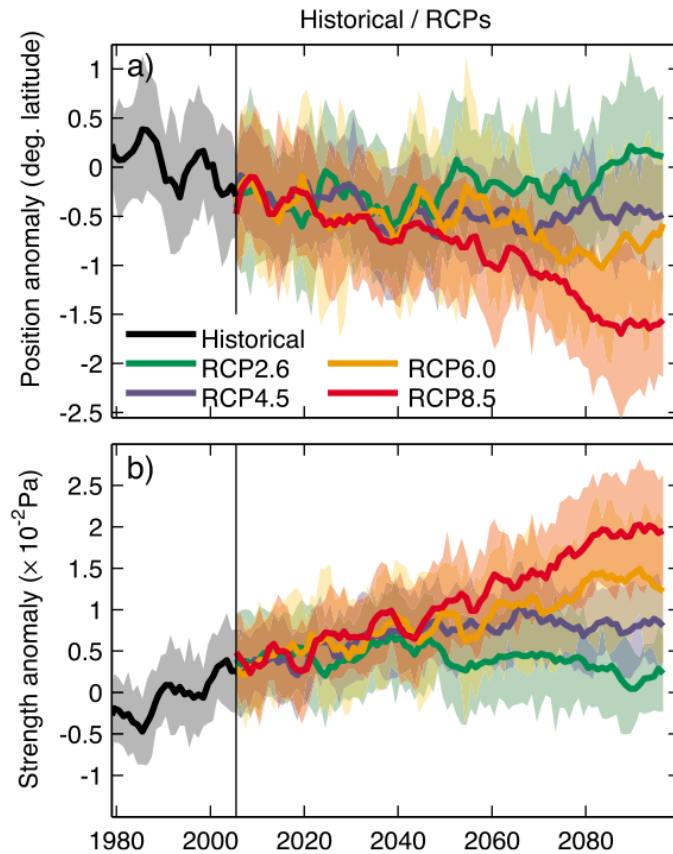 Historical / RCPs
a)
Position anomaly (deg. latitude)
1
0.5
0
-0.5
-1
-1.5
-2
-2.5
Historical
RCP2.6 RCP6.0
RCP4.5 RCP8.5
b)
Strength anomaly (× 10⁻² Pa)
2.5
2
1.5
1
0.5
0
-0.5
-1
1980 2000 2020 2040 2060 2080